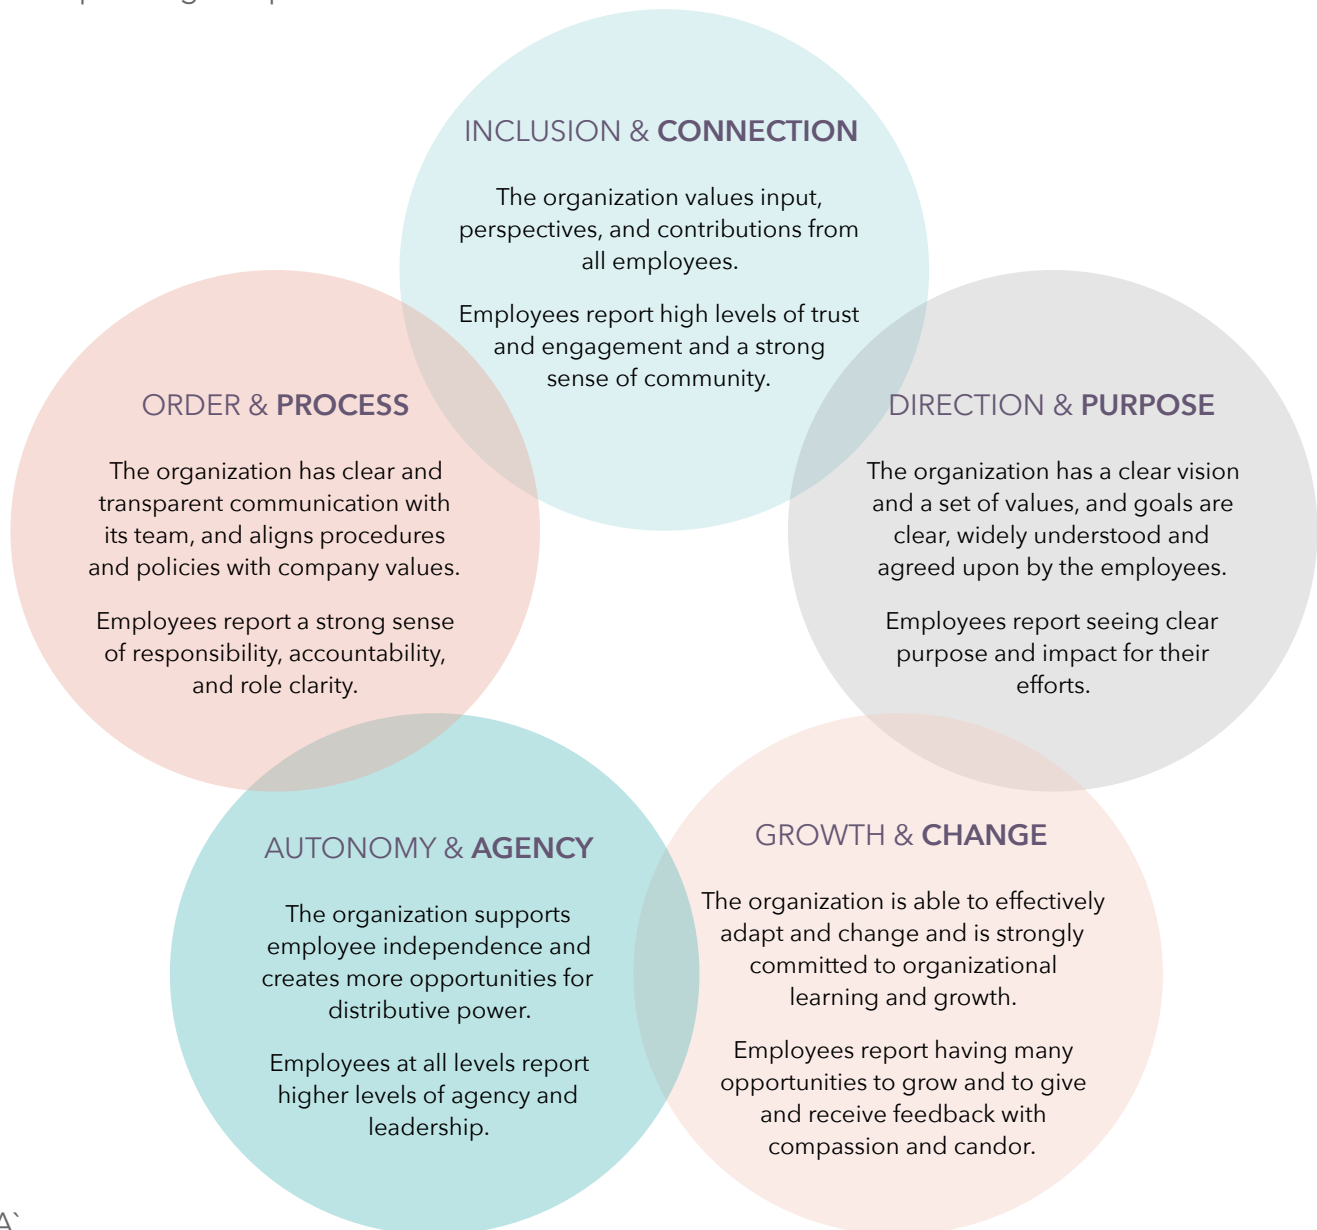 INCLUSION & CONNECTION
The organization values input,
perspectives, and contributions from
all employees.
Employees report high levels of trust
and engagement and a strong
sense of community.
ORDER & PROCESS
The organization has clear and
transparent communication with
its team, and aligns procedures
and policies with company values.
Employees report a strong sense
of responsibility, accountability,
and role clarity.
DIRECTION & PURPOSE
The organization has a clear vision
and a set of values, and goals are
clear, widely understood and
agreed upon by the employees.
Employees report seeing clear
purpose and impact for their
efforts.
AUTONOMY & AGENCY
The organization supports
employee independence and
creates more opportunities for
distributive power.
Employees at all levels report
higher levels of agency and
leadership.
GROWTH & CHANGE
The organization is able to effectively
adapt and change and is strongly
committed to organizational
learning and growth.
Employees report having many
opportunities to grow and to give
and receive feedback with
compassion and candor.